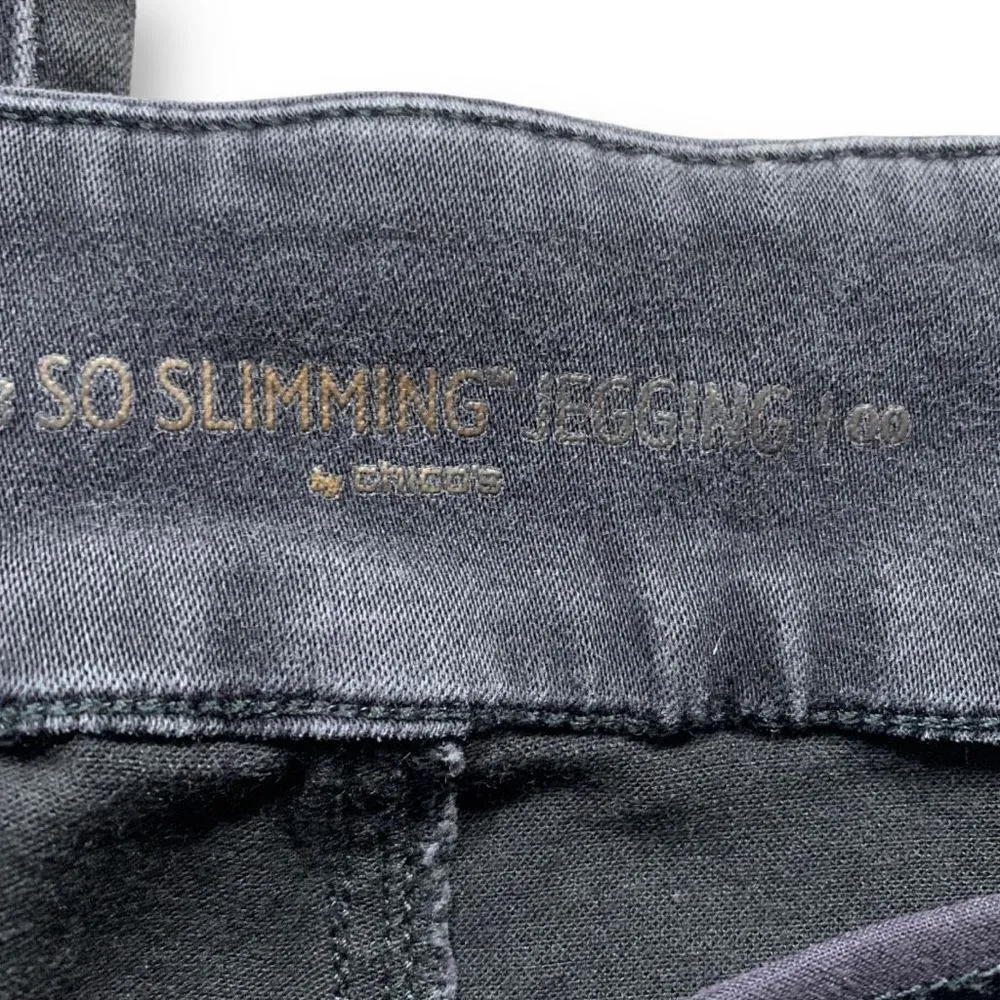 SO SLIMMING™ JEGGING / 00
by chico's